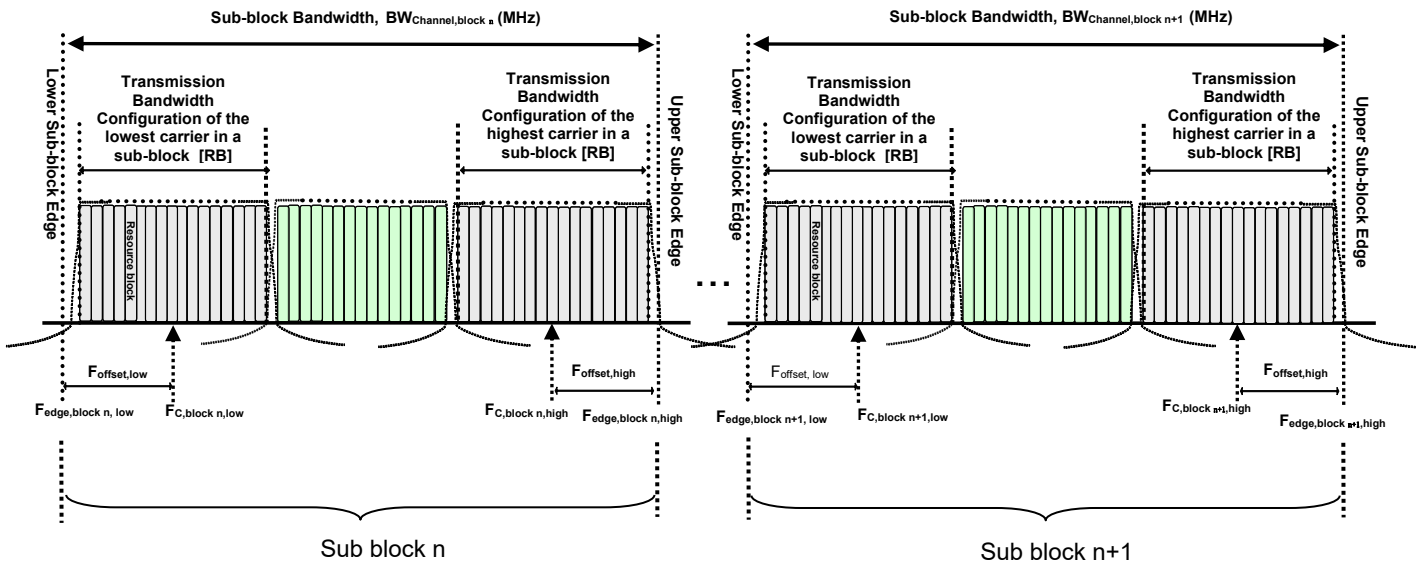 Sub-block Bandwidth, BWChannel,block n (MHz)
Lower Sub-block Edge
Transmission
Bandwidth
Configuration of the
lowest carrier in a
sub-block [RB]
Transmission
Bandwidth
Configuration of the
highest carrier in a
sub-block [RB]
Upper Sub-block Edge
Resource block
Foffset,low
Foffset,high
Fedge,block n, low
FC,block n,low
FC,block n,high
Fedge,block n,high
Sub block n
...
Sub-block Bandwidth, BWChannel,block n+1 (MHz)
Lower Sub-block Edge
Transmission
Bandwidth
Configuration of the
lowest carrier in a
sub-block [RB]
Transmission
Bandwidth
Configuration of the
highest carrier in a
sub-block [RB]
Upper Sub-block Edge
Resource block
Foffset, low
Foffset,high
Fedge,block n+1, low
FC,block n+1,low
FC,block n+1,high
Fedge,block n+1,high
Sub block n+1